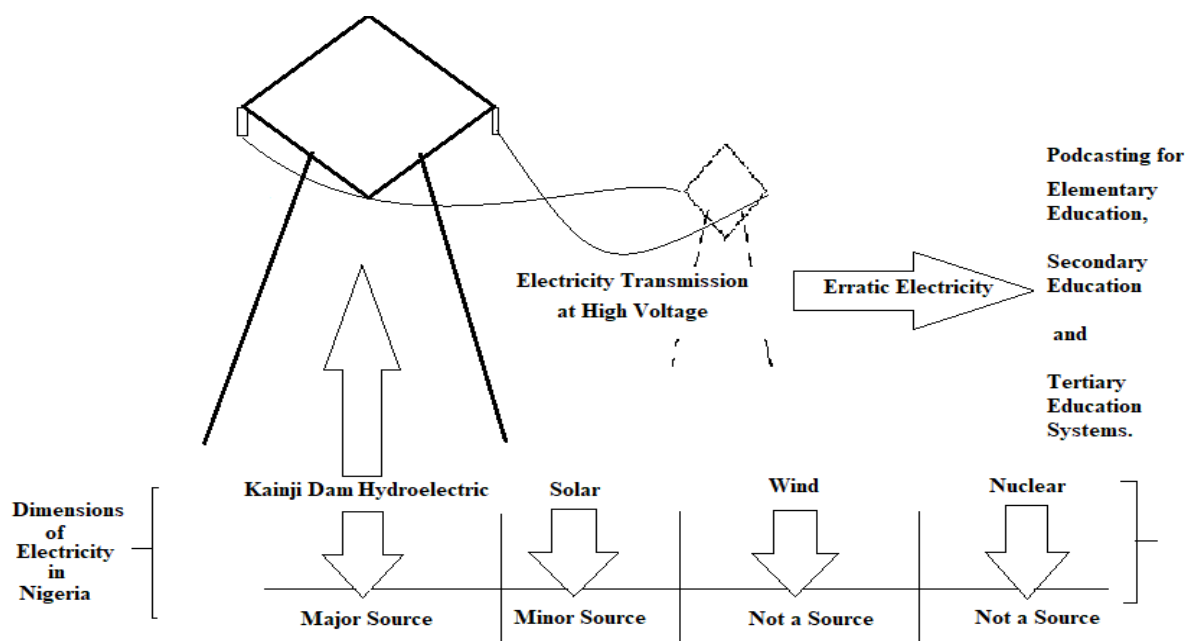 Podcasting for
Elementary
Education,
Secondary
Education
and
Tertiary
Education
Systems.
Electricity Transmission
at High Voltage
Erratic Electricity
Dimensions
of
Electricity
in
Nigeria
Kainji Dam Hydroelectric
Solar
Wind
Nuclear
Major Source
Minor Source
Not a Source
Not a Source